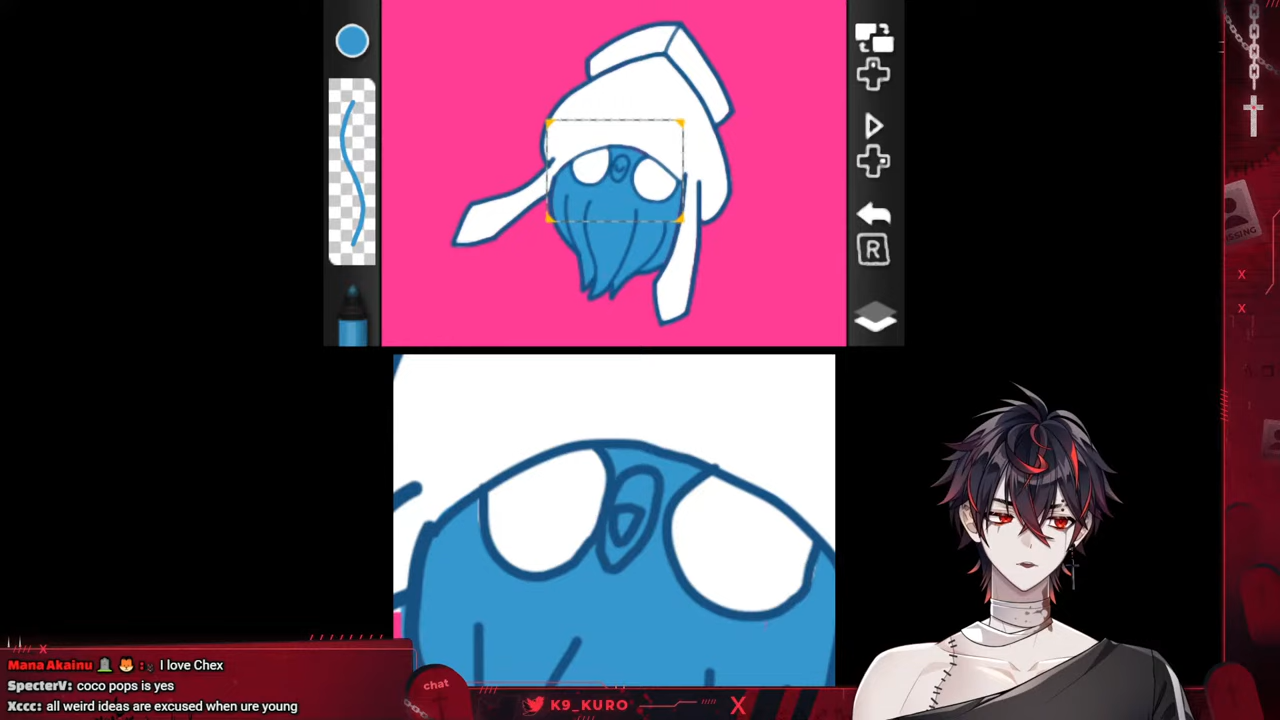 R
ISSING
X
X
X
Mana Akainu : I love Chex
SpecterV: coco pops is yes
Xccc: all weird ideas are excused when ure young
chat
K9_KURO
X